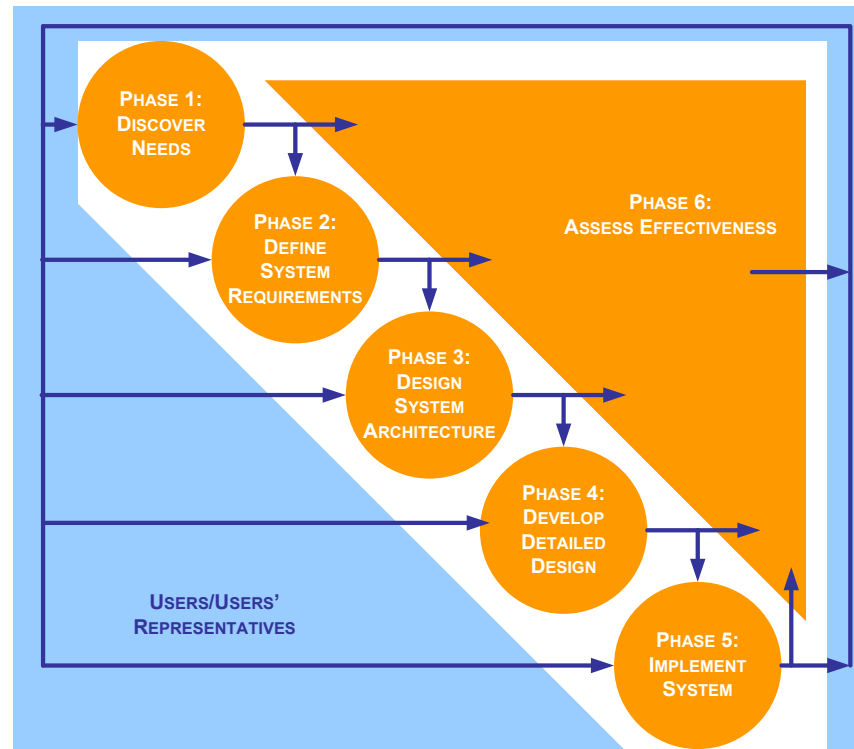 PHASE 1:
DISCOVER
NEEDS
PHASE 2:
DEFINE
SYSTEM
REQUIREMENTS
PHASE 6:
ASSESS EFFECTIVENESS
PHASE 3:
DESIGN
SYSTEM
ARCHITECTURE
PHASE 4:
DEVELOP
DETAILED
DESIGN
USERS/USERS'
REPRESENTATIVES
PHASE 5:
IMPLEMENT
SYSTEM